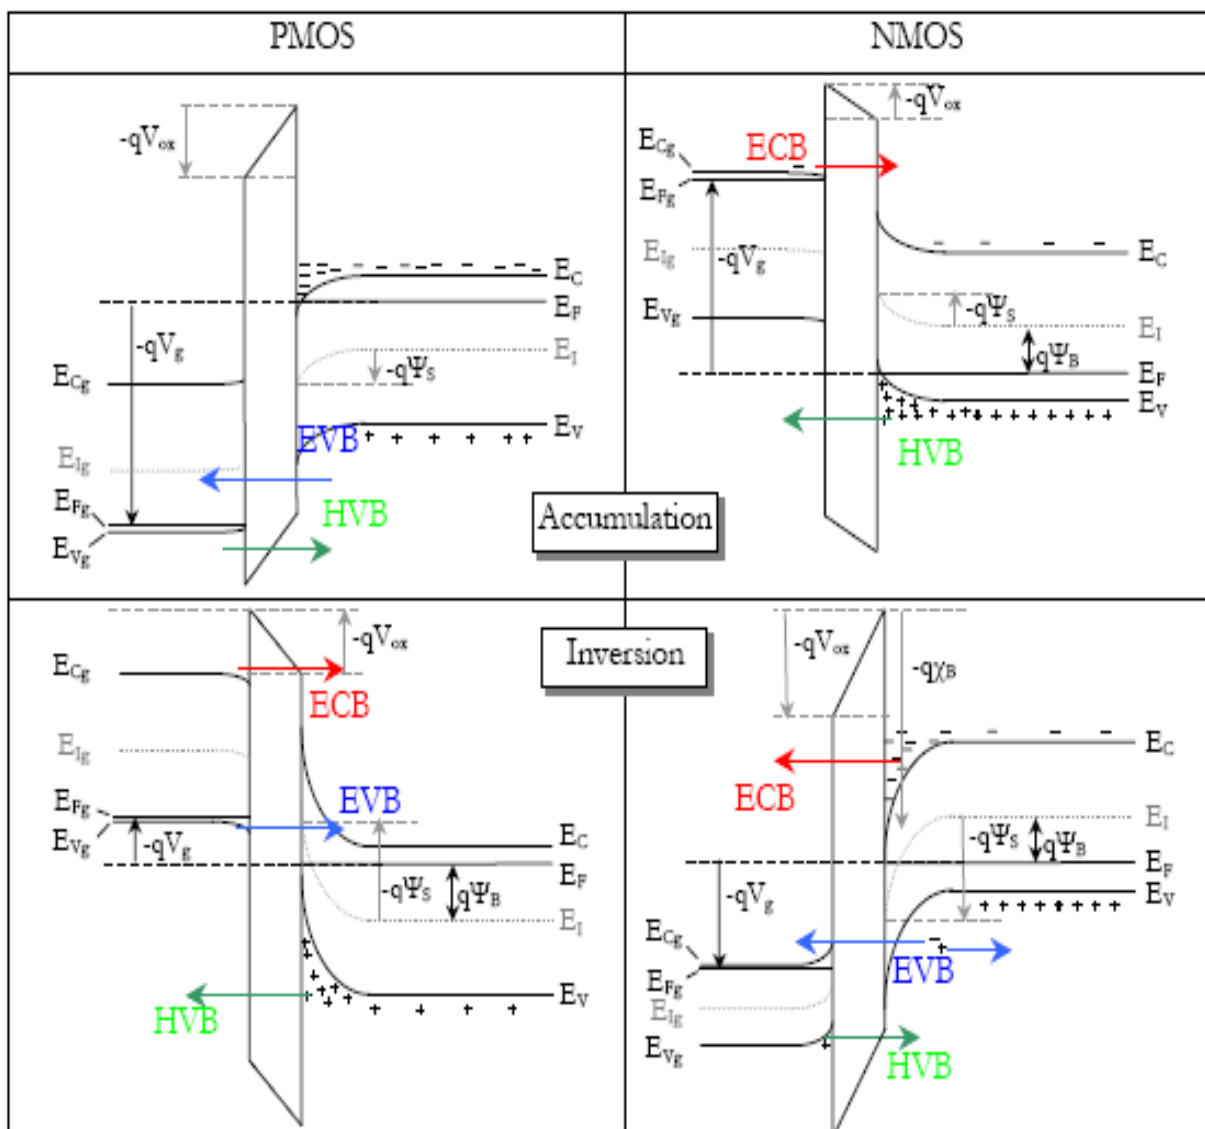 PMOS
NMOS
-qVox
ECg
EFg
EIg
EVg
-qVg
ECB
-qVox
EC
-qΨS
EI
qΨB
EF
EV
HVB
EC
EF
EI
-qΨS
-qVg
ECg
EV
EVB
EIg
EFg
EVg
HVB
Accumulation
Inversion
ECg
-qVox
ECB
EIg
EFg
EVg
-qVg
EVB
EC
EF
-qΨS
qΨB
EI
HVB
EV
-qVox
-qχB
EC
ECB
EI
-qΨS
qΨB
EF
-qVg
EV
ECg
EFg
EIg
EVg
EVB
HVB